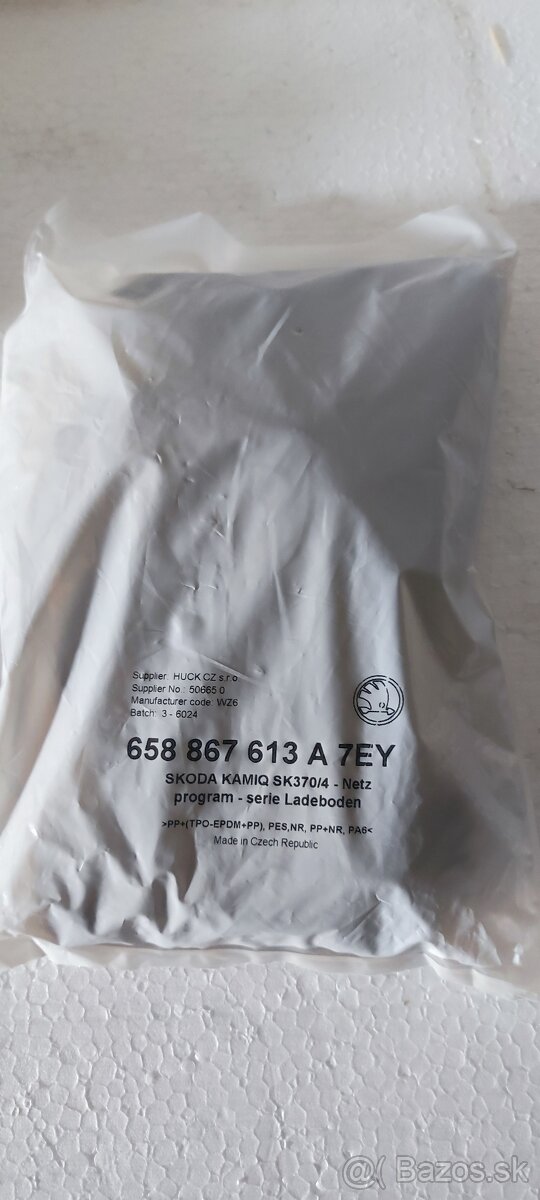 Supplier: HUCK CZ s.r.o
Supplier No.: 50665 0
Manufacturer code: WZ6
Batch: 3 - 6024
658 867 613 A 7EY
SKODA KAMIQ SK370/4 - Netz
program - serie Ladeboden
>PP+(TPO-EPDM+PP), PES,NR, PP+NR, PA6<
Made in Czech Republic
@( Bazos.sk